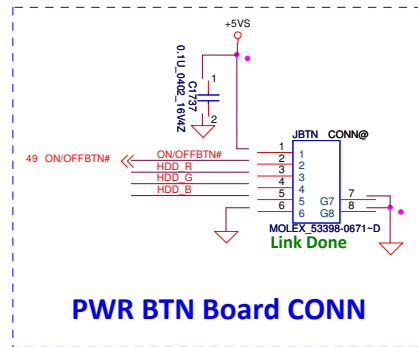 +5VS
0.1U_0402_16V4Z
C1737
1
2
JBTN CONN@
49 ON/OFFBTN#
ON/OFFBTN#
HDD_R
HDD_G
HDD_B
1
2
3
4
5
6
1
2
3
4
5
6
G7
G8
7
8
MOLEX_53398-0671~D
Link Done
PWR BTN Board CONN